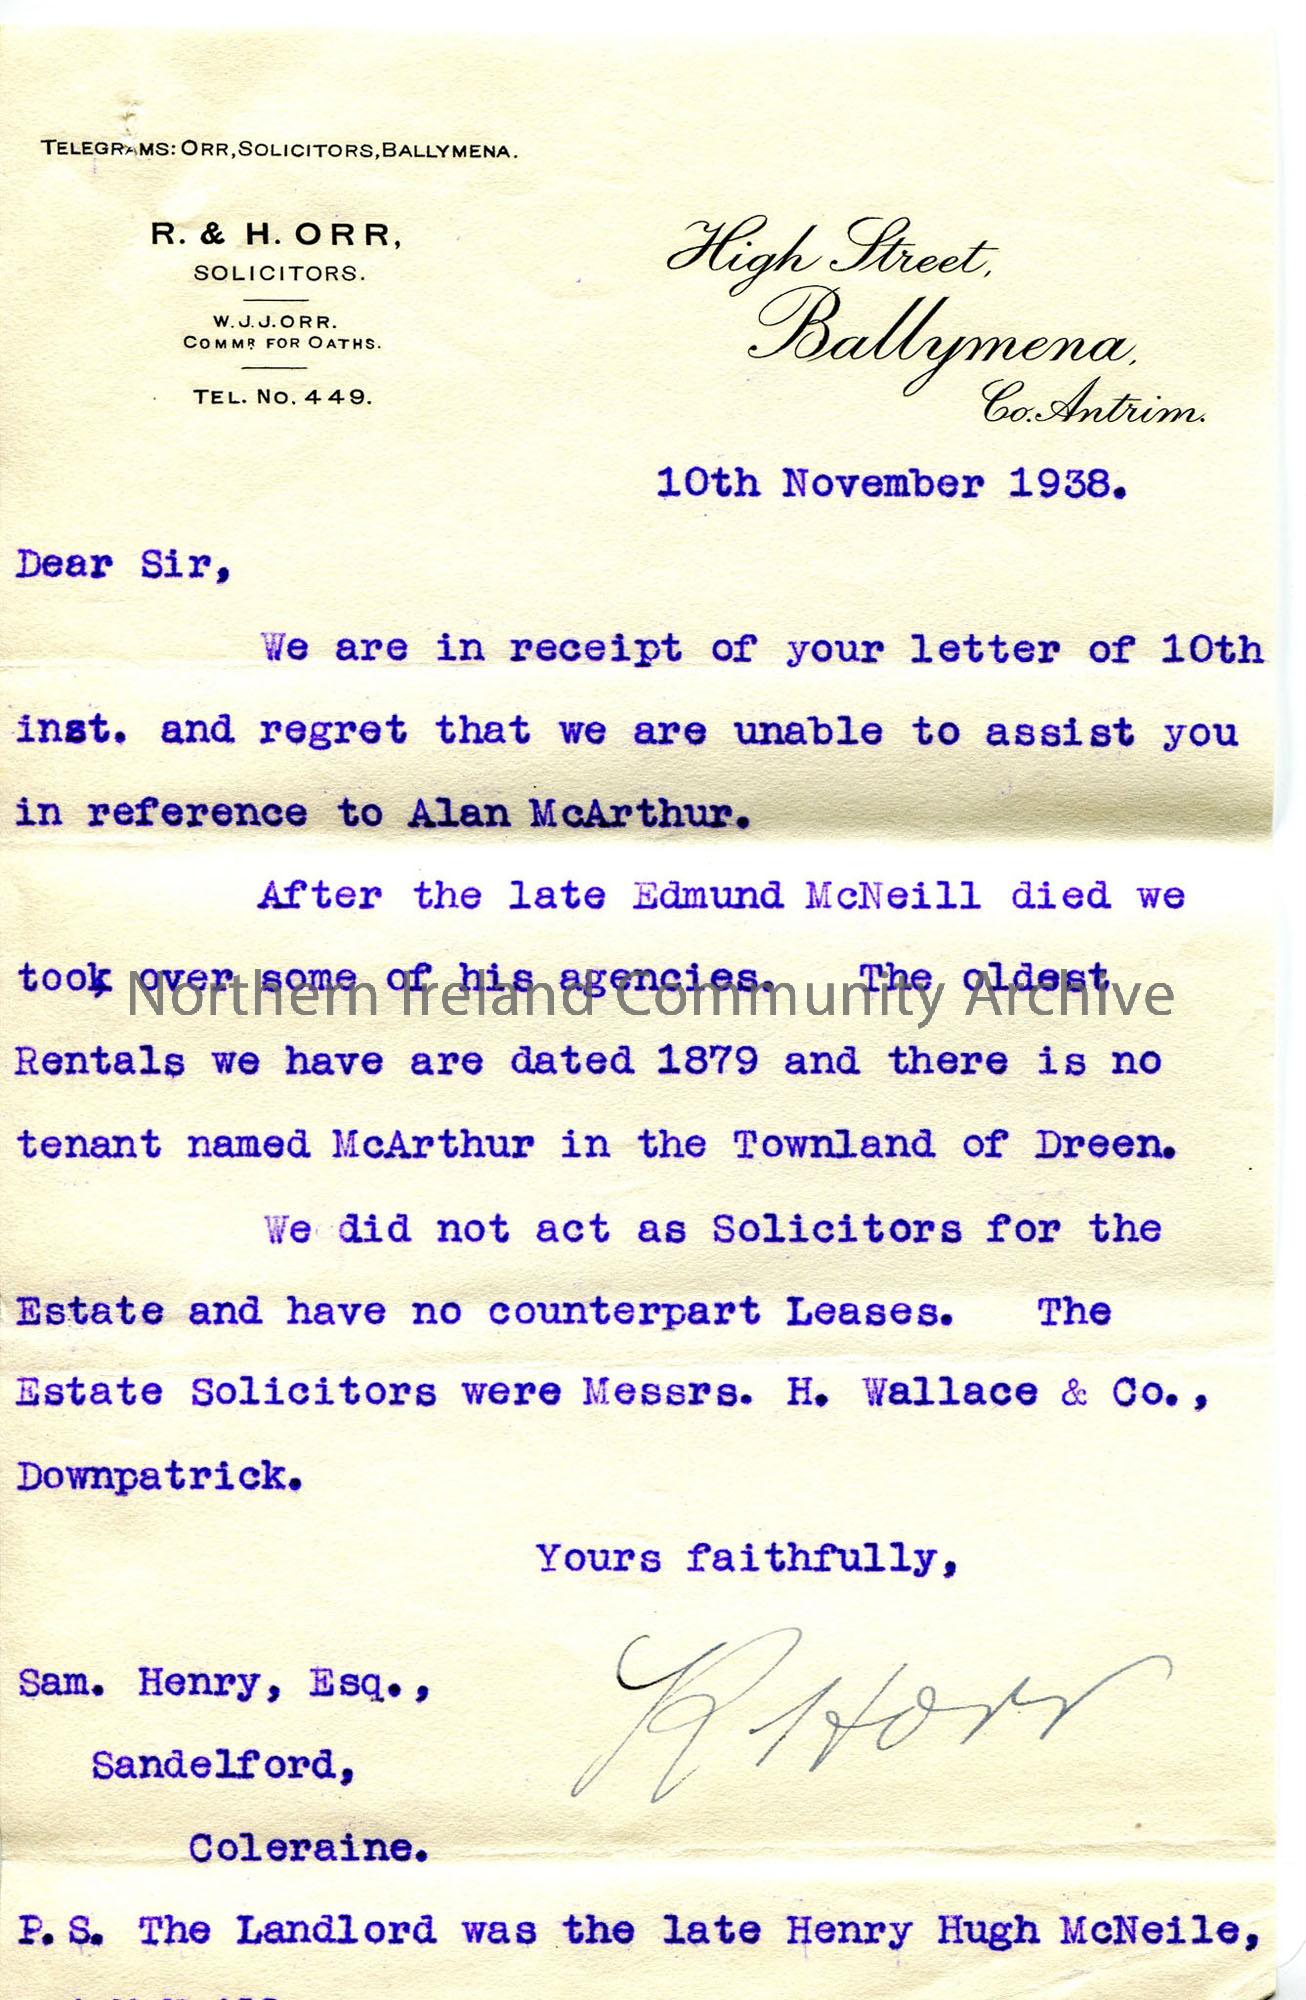 TELEGRAMS: ORR, SOLICITORS, BALLYMENA.
R. & H. ORR,
SOLICITORS.
W.J.J. ORR.
COMMR FOR OATHS.
TEL. No. 449.
High Street,
Ballymena,
Co. Antrim.
10th November 1938.
Dear Sir,
We are in receipt of your letter of 10th
inst. and regret that we are unable to assist you
in reference to Alan McArthur.
After the late Edmund McNeill died we
took over some of his agencies. The oldest
Northern Ireland Community Archive
Rentals we have are dated 1879 and there is no
tenant named McArthur in the Townland of Dreen.
We did not act as Solicitors for the
Estate and have no counterpart Leases. The
Estate Solicitors were Messrs. H. Wallace & Co.,
Downpatrick.
Yours faithfully,
R & H Orr
Sam. Henry, Esq.,
Sandelford,
Coleraine.
P.S. The Landlord was the late Henry Hugh McNeile,